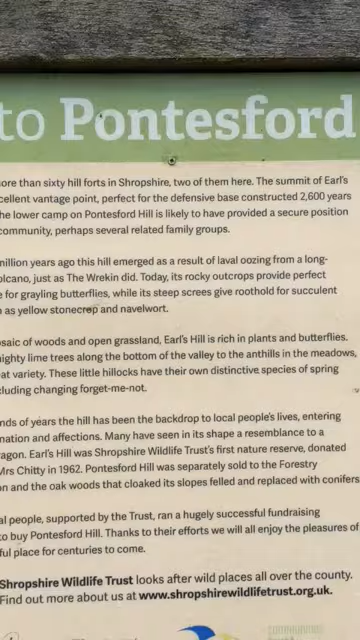 to Pontesford
ore than sixty hill forts in Shropshire, two of them here. The summit of Earl's
cellent vantage point, perfect for the defensive base constructed 2,600 years
he lower camp on Pontesford Hill is likely to have provided a secure position
community, perhaps several related family groups.
million years ago this hill emerged as a result of laval oozing from a long-
olcano, just as The Wrekin did. Today, its rocky outcrops provide perfect
e for grayling butterflies, while its steep screes give roothold for succulent
h as yellow stonecrop and navelwort.
osaic of woods and open grassland, Earl's Hill is rich in plants and butterflies.
mighty lime trees along the bottom of the valley to the anthills in the meadows,
at variety. These little hillocks have their own distinctive species of spring
cluding changing forget-me-not.
nds of years the hill has been the backdrop to local people's lives, entering
nation and affections. Many have seen in its shape a resemblance to a
ragon. Earl's Hill was Shropshire Wildlife Trust's first nature reserve, donated
Mrs Chitty in 1962. Pontesford Hill was separately sold to the Forestry
on and the oak woods that cloaked its slopes felled and replaced with conifers
al people, supported by the Trust, ran a hugely successful fundraising
to buy Pontesford Hill. Thanks to their efforts we will all enjoy the pleasures of
ful place for centuries to come.
Shropshire Wildlife Trust looks after wild places all over the county.
Find out more about us at www.shropshirewildlifetrust.org.uk.